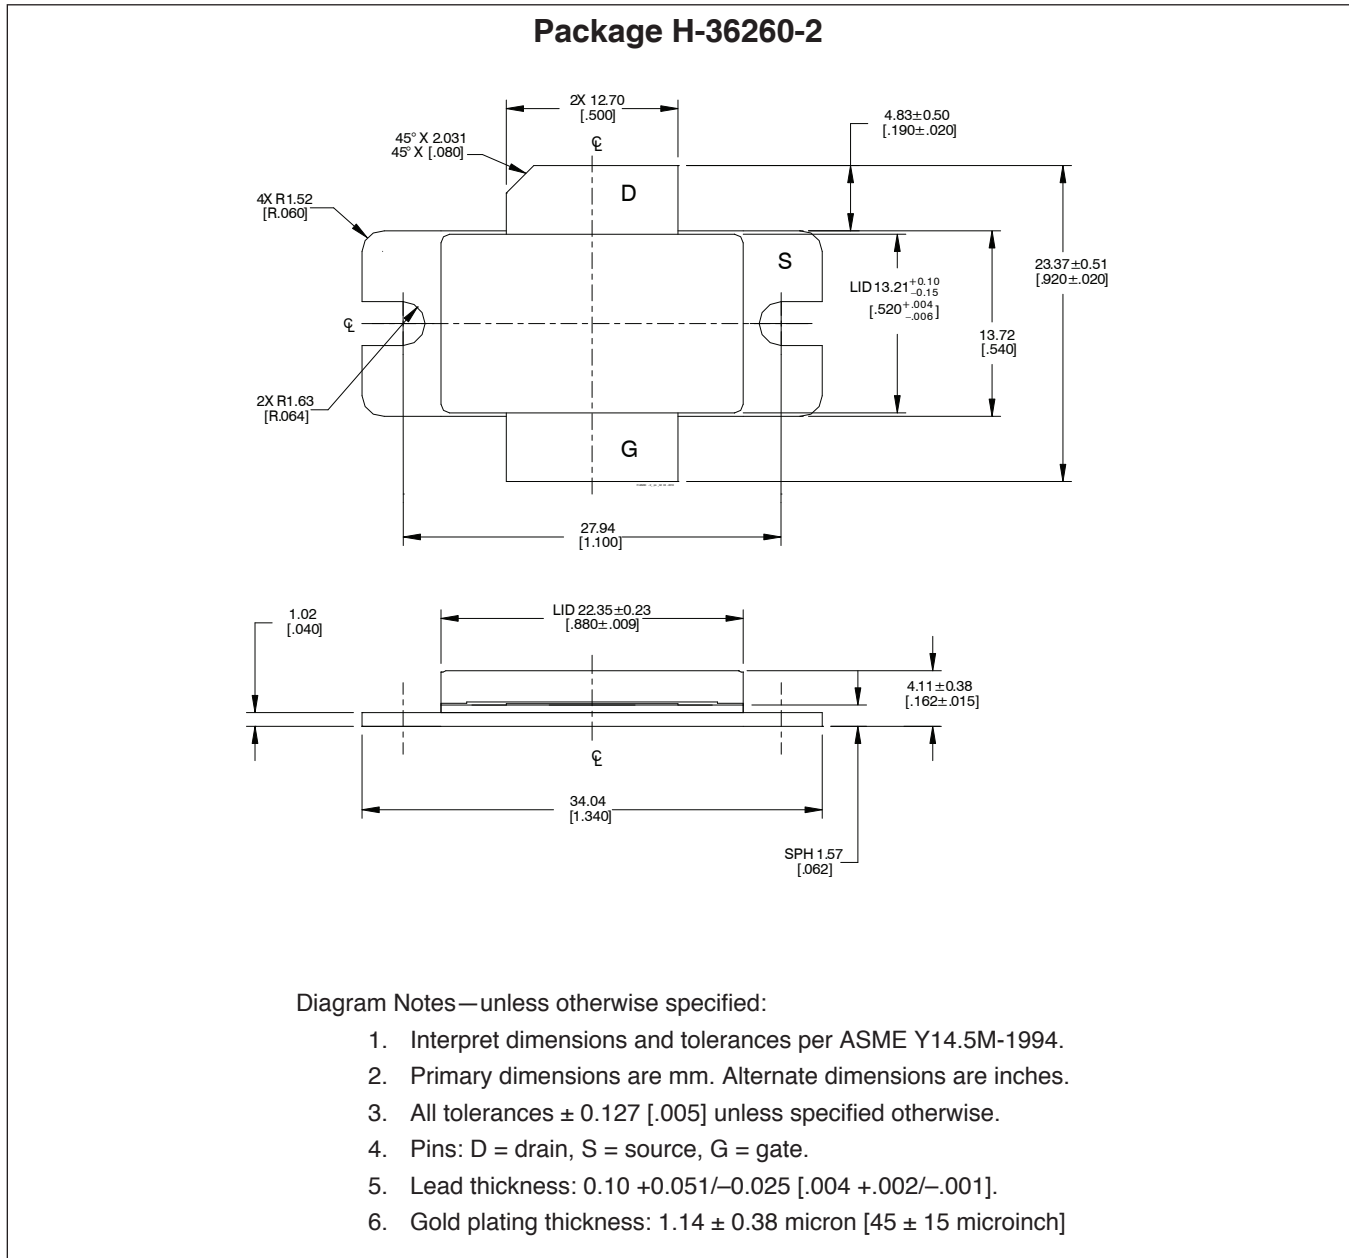 Package H-36260-2
2X 12.70
[.500]
℄
4.83±0.50
[.190±.020]
45° X 2.031
45° X [.080]
D
4X R1.52
[R.060]
S
23.37±0.51
[.920±.020]
LID 13.21 +0.10 –0.15
[.520 +.004 –.006 ]
℄
13.72
[.540]
2X R1.63
[R.064]
G
27.94
[1.100]
LID 22.35±0.23
[.880±.009]
1.02
[.040]
4.11±0.38
[.162±.015]
℄
34.04
[1.340]
SPH 1.57
[.062]
Diagram Notes—unless otherwise specified:
1. Interpret dimensions and tolerances per ASME Y14.5M-1994.
2. Primary dimensions are mm. Alternate dimensions are inches.
3. All tolerances ± 0.127 [.005] unless specified otherwise.
4. Pins: D = drain, S = source, G = gate.
5. Lead thickness: 0.10 +0.051/–0.025 [.004 +.002/–.001].
6. Gold plating thickness: 1.14 ± 0.38 micron [45 ± 15 microinch]